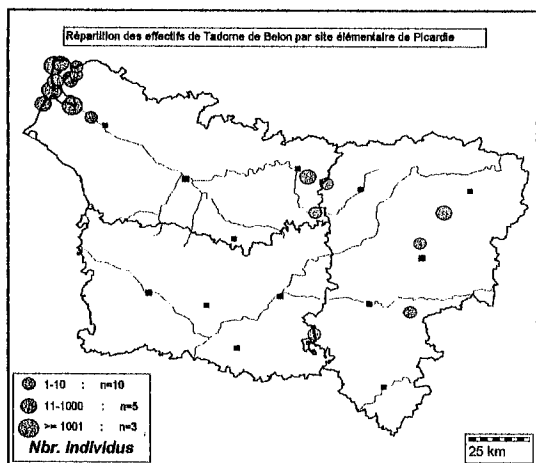 Répartition des effectifs de Tadorne de Belon par site élémentaire de Picardie
1-10 : n=10
11-1000 : n=5
>= 1001 : n=3
Nbr. individus
25 km